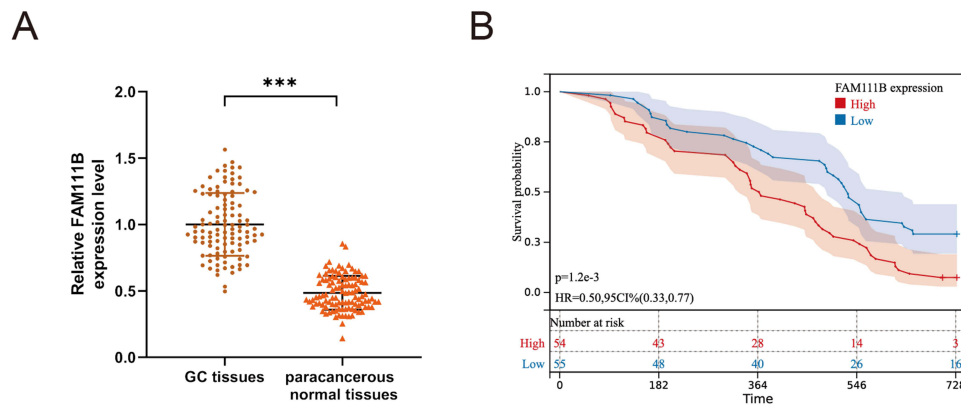 A
***
2.0
1.5
1.0
0.5
0.0
Relative FAM111B
expression level
GC tissues
paracancerous
normal tissues
B
FAM111B expression
High
Low
1.0
0.8
0.5
0.3
0.0
Survival probability
p=1.2e-3
HR=0.50,95CI%(0.33,0.77)
Number at risk
High 54 43 28 14 3
Low 55 48 40 26 16
0 182 364 546 728
Time